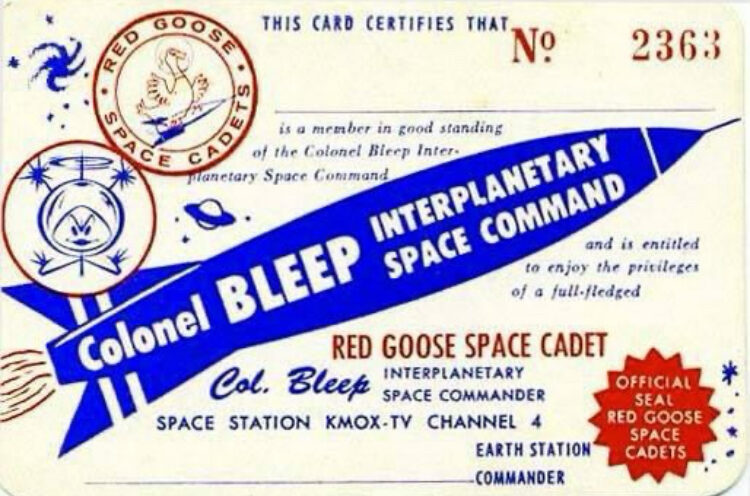 THIS CARD CERTIFIES THAT
No 2363
RED GOOSE
SPACE CADETS
is a member in good standing
of the Colonel Bleep Inter-
planetary Space Command
Colonel BLEEP INTERPLANETARY
SPACE COMMAND
and is entitled
to enjoy the privileges
of a full-fledged
RED GOOSE SPACE CADET
Col. Bleep INTERPLANETARY
SPACE COMMANDER
SPACE STATION KMOX-TV CHANNEL 4
EARTH STATION
COMMANDER
OFFICIAL
SEAL
RED GOOSE
SPACE
CADETS